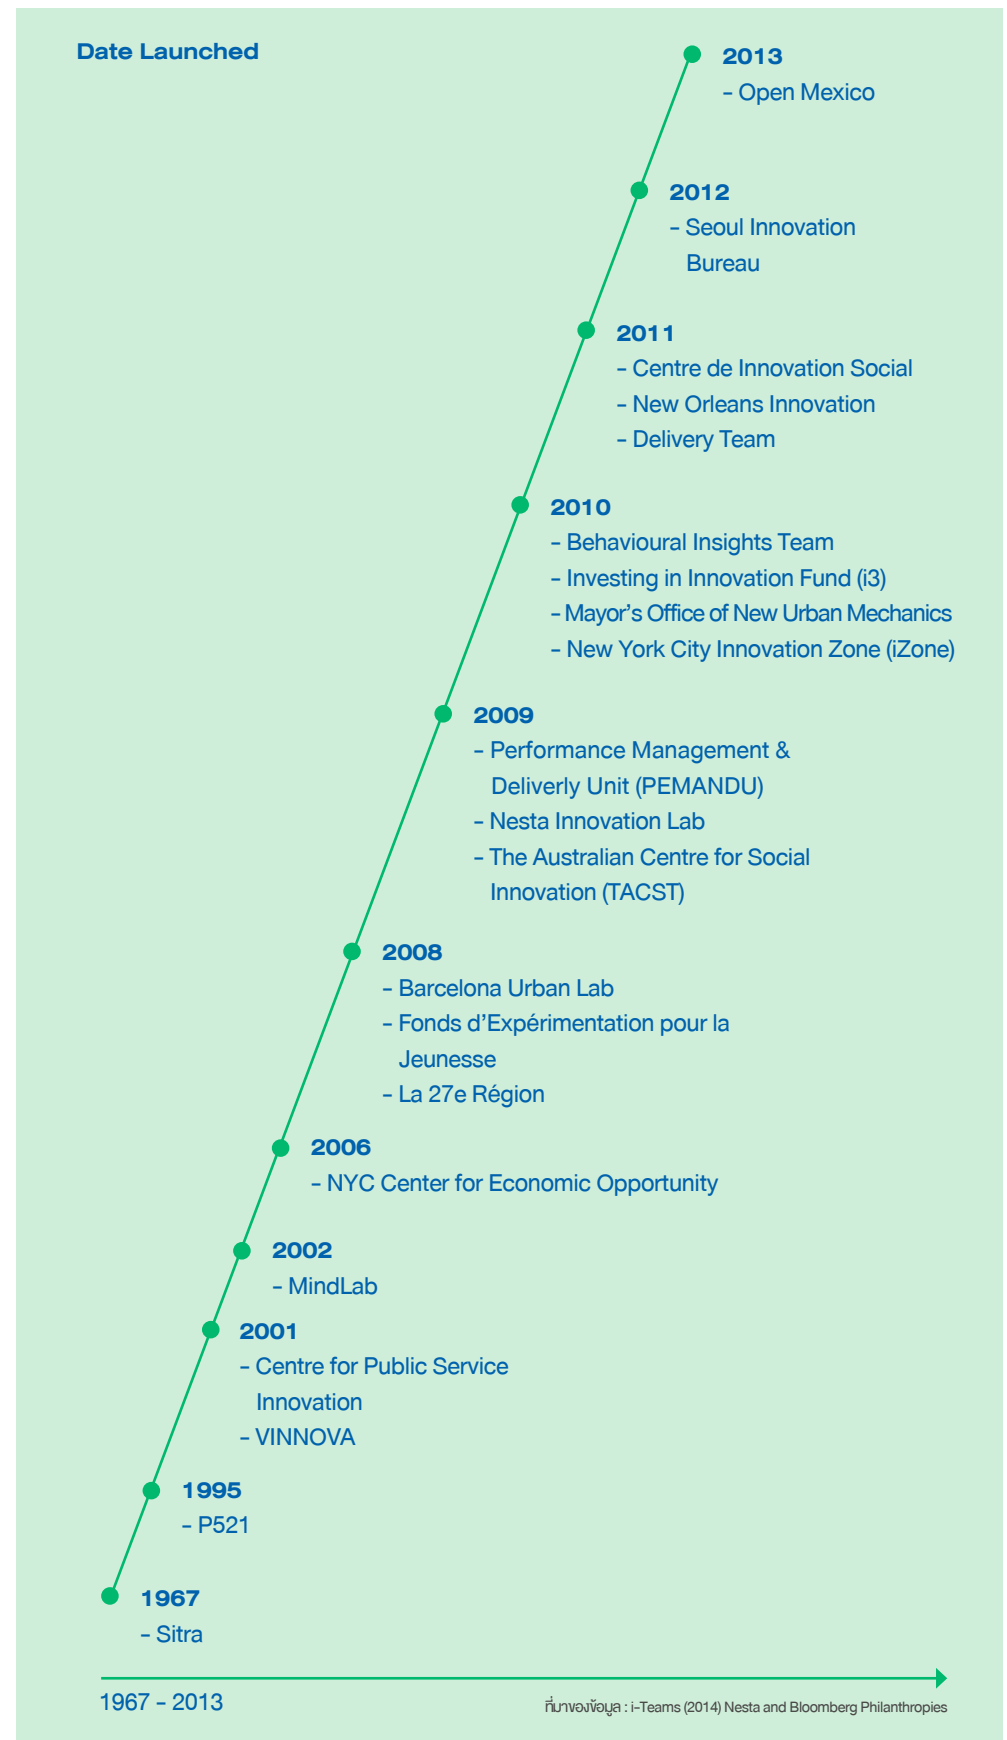 Date Launched
2013
- Open Mexico
2012
- Seoul Innovation
Bureau
2011
- Centre de Innovation Social
- New Orleans Innovation
- Delivery Team
2010
- Behavioural Insights Team
- Investing in Innovation Fund (i3)
- Mayor's Office of New Urban Mechanics
- New York City Innovation Zone (iZone)
2009
- Performance Management &
Deliverly Unit (PEMANDU)
- Nesta Innovation Lab
- The Australian Centre for Social
Innovation (TACST)
2008
- Barcelona Urban Lab
- Fonds d'Expérimentation pour la
Jeunesse
- La 27e Région
2006
- NYC Center for Economic Opportunity
2002
- MindLab
2001
- Centre for Public Service
Innovation
- VINNOVA
1995
- P521
1967
- Sitra
1967 - 2013
ที่มาของข้อมูล : i-Teams (2014) Nesta and Bloomberg Philanthropies